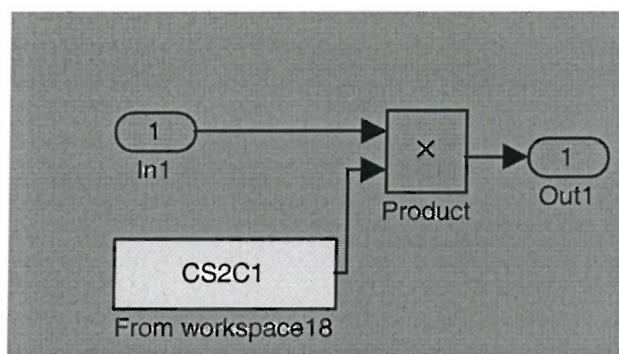 1
In1
×
Product
1
Out1
CS2C1
From workspace18